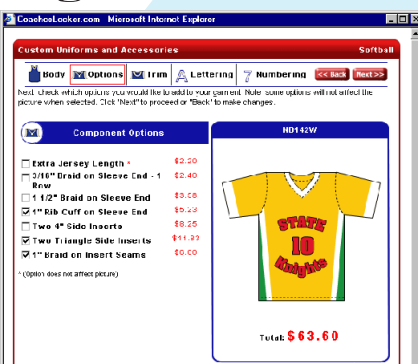 CoachesLocker.com - Microsoft Internet Explorer
Custom Uniforms and Accessories Softball
Body Options Trim Lettering 7 Numbering << Back Next >>
Next, check which options you would like to add to your garment. Note: some options will not affect the
picture when selected. Click "Next" to proceed or "Back" to make changes.
Component Options
HD142W
Extra Jersey Length * $2.20
3/16" Braid on Sleeve End - 1 $2.40
Row
1 1/2" Braid on Sleeve End
1" Rib Cuff on Sleeve End
Two 4" Side Inserts $8.25
Two Triangle Side Inserts
1" Braid on Insert Seams
* (Option does not affect picture)
STATE
10
Knights
Total: $63.60